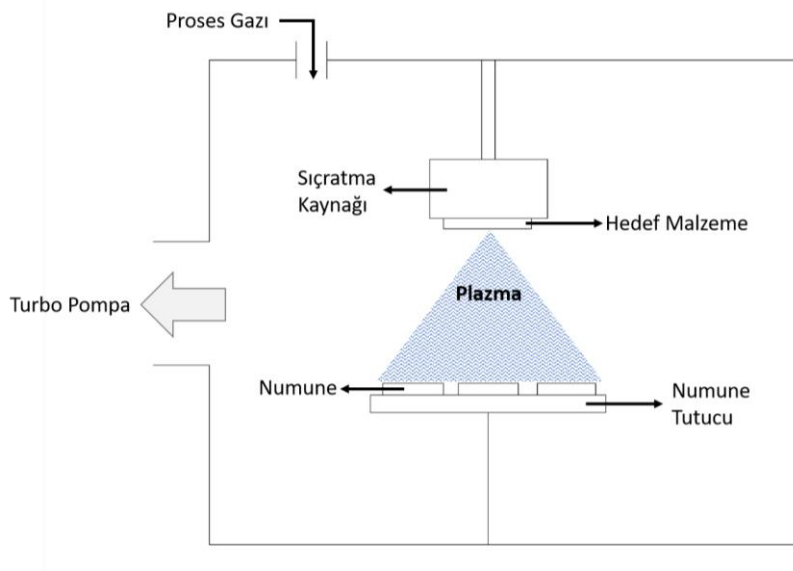 Proses Gazı
Sıçratma
Kaynağı
Hedef Malzeme
Plazma
Turbo Pompa
Numune
Numune
Tutucu